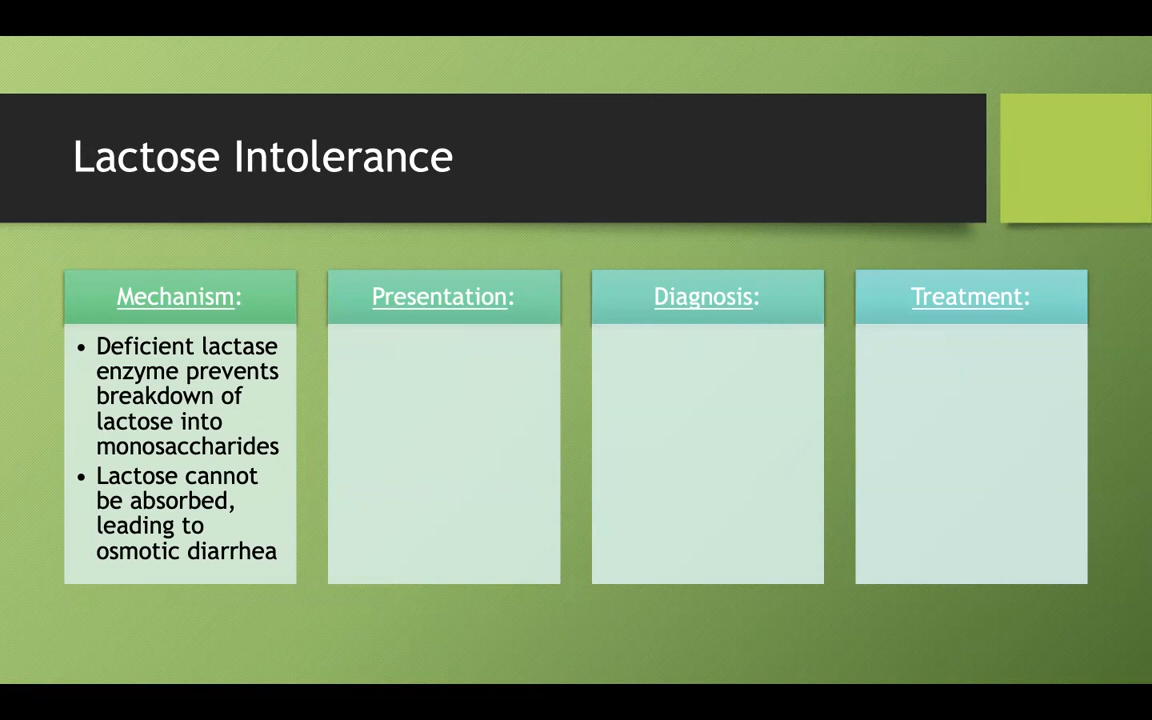 Lactose Intolerance
Mechanism:
• Deficient lactase
enzyme prevents
breakdown of
lactose into
monosaccharides
• Lactose cannot
be absorbed,
leading to
osmotic diarrhea
Presentation:
Diagnosis:
Treatment: